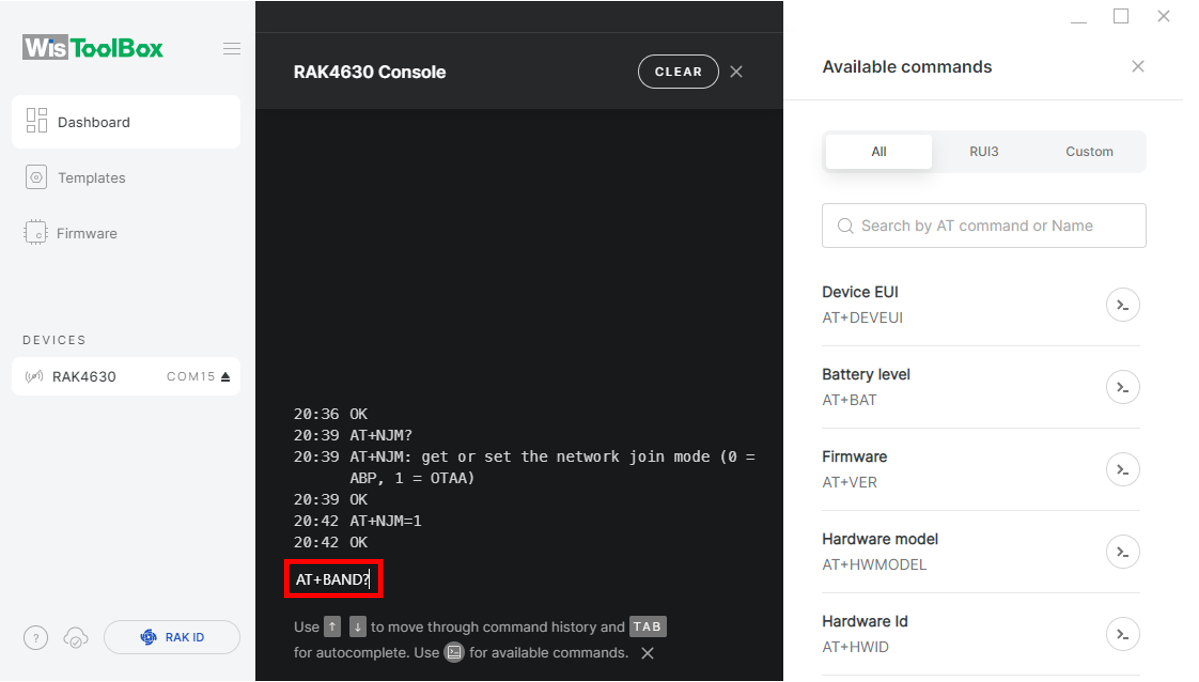 WisToolBox
Dashboard
Templates
Firmware
DEVICES
RAK4630 COM15
? RAK ID
RAK4630 Console CLEAR
20:36 OK
20:39 AT+NJM?
20:39 AT+NJM: get or set the network join mode (0 =
ABP, 1 = OTAA)
20:39 OK
20:42 AT+NJM=1
20:42 OK
AT+BAND?
Use ↑ ↓ to move through command history and TAB
for autocomplete. Use for available commands.
Available commands
All RUI3 Custom
Search by AT command or Name
Device EUI
AT+DEVEUI
Battery level
AT+BAT
Firmware
AT+VER
Hardware model
AT+HWMODEL
Hardware Id
AT+HWID